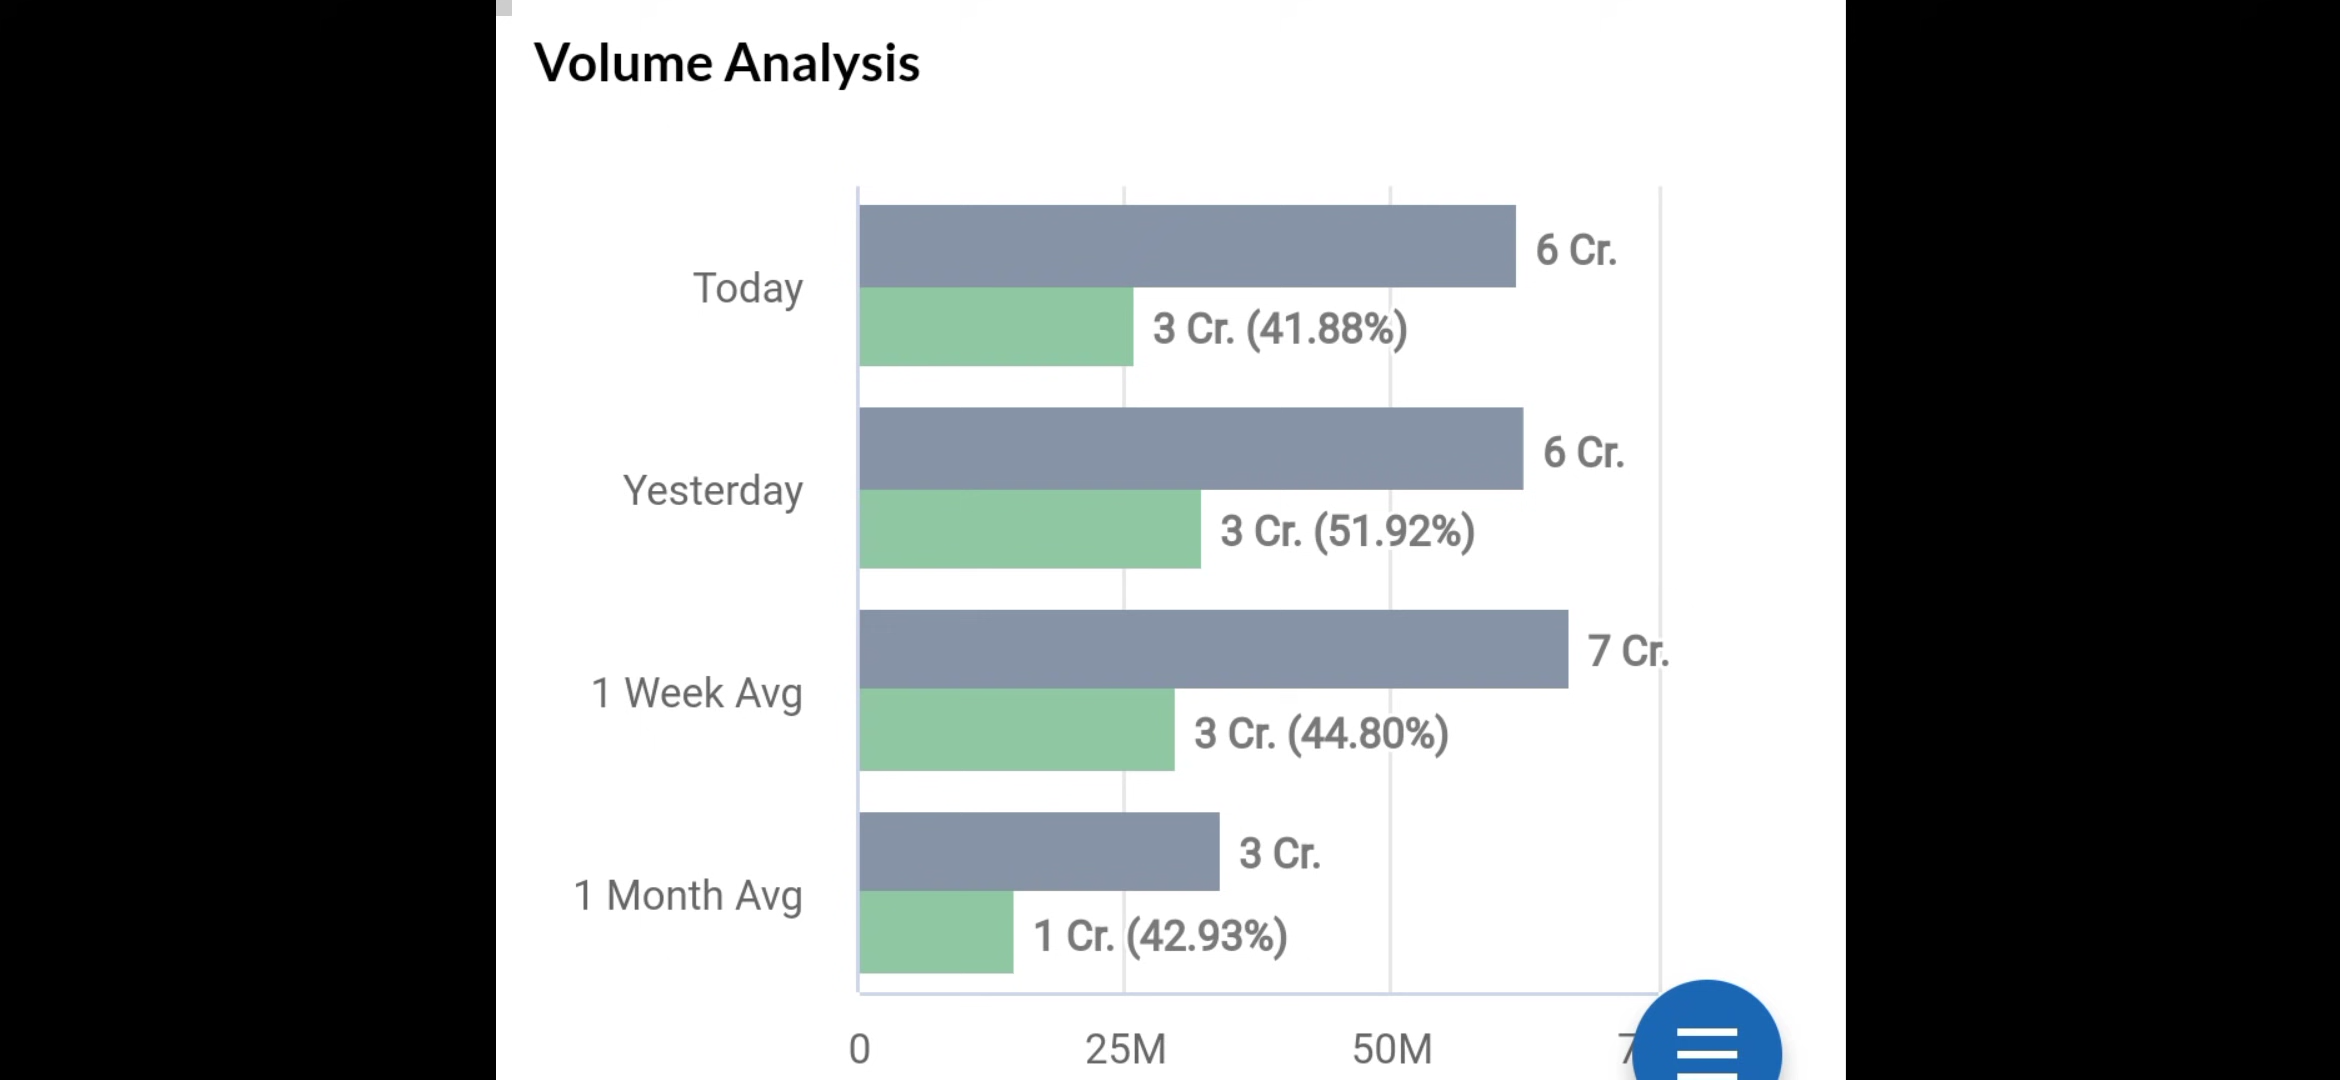 Volume Analysis
Today
6 Cr.
3 Cr. (41.88%)
Yesterday
6 Cr.
3 Cr. (51.92%)
1 Week Avg
7 Cr.
3 Cr. (44.80%)
1 Month Avg
3 Cr.
1 Cr. (42.93%)
0 25M 50M